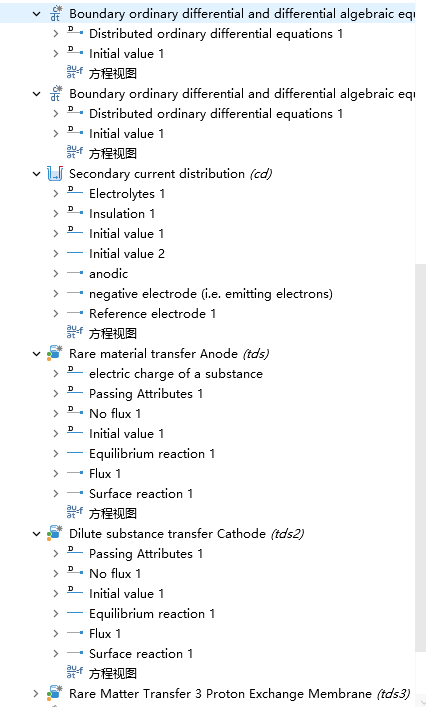 Boundary ordinary differential and differential algebraic equ
Distributed ordinary differential equations 1
Initial value 1
方程视图
Boundary ordinary differential and differential algebraic equ
Distributed ordinary differential equations 1
Initial value 1
方程视图
Secondary current distribution (cd)
Electrolytes 1
Insulation 1
Initial value 1
Initial value 2
anodic
negative electrode (i.e. emitting electrons)
Reference electrode 1
方程视图
Rare material transfer Anode (tds)
electric charge of a substance
Passing Attributes 1
No flux 1
Initial value 1
Equilibrium reaction 1
Flux 1
Surface reaction 1
方程视图
Dilute substance transfer Cathode (tds2)
Passing Attributes 1
No flux 1
Initial value 1
Equilibrium reaction 1
Flux 1
Surface reaction 1
方程视图
Rare Matter Transfer 3 Proton Exchange Membrane (tds3)